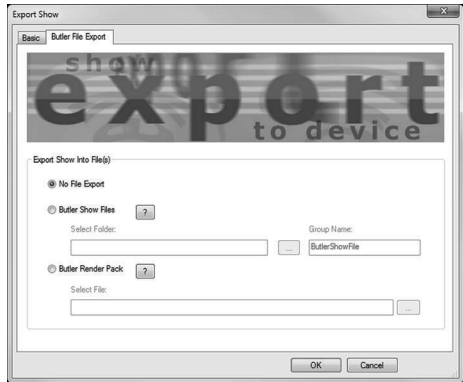 Export Show
Basic
Butler File Export
show
export
to device
Export Show Into File(s)
No File Export
Butler Show Files
?
Select Folder:
Group Name:
...
ButlerShowFile
Butler Render Pack
?
Select File:
...
OK
Cancel